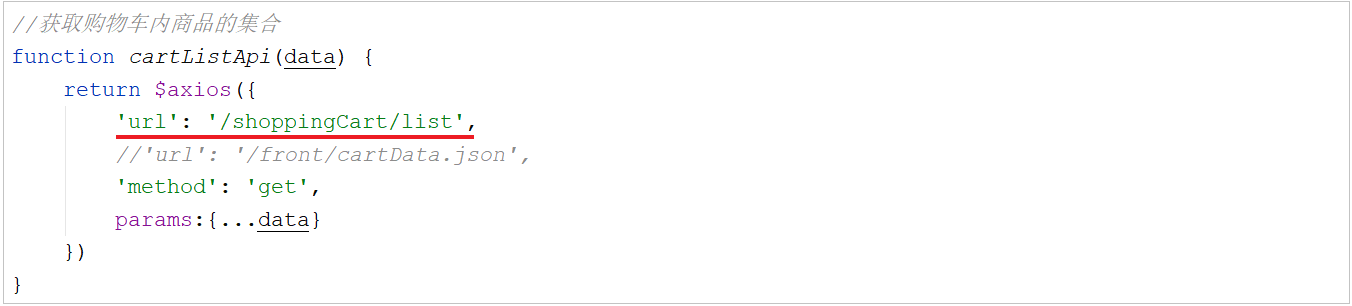 //获取购物车内商品的集合
function cartListApi(data) {
    return $axios({
        'url': '/shoppingCart/list',
        //'url': '/front/cartData.json',
        'method': 'get',
        params:{...data}
    })
}